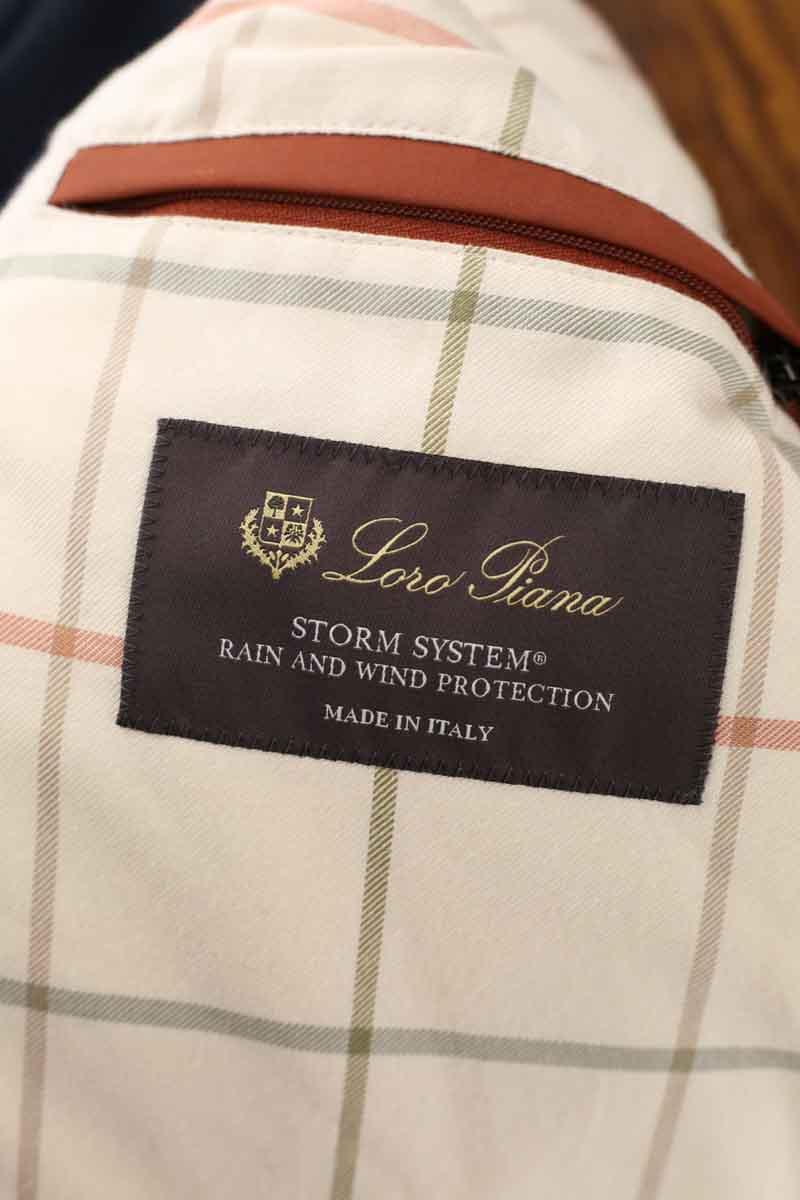 Loro Piana
STORM SYSTEM®
RAIN AND WIND PROTECTION
MADE IN ITALY